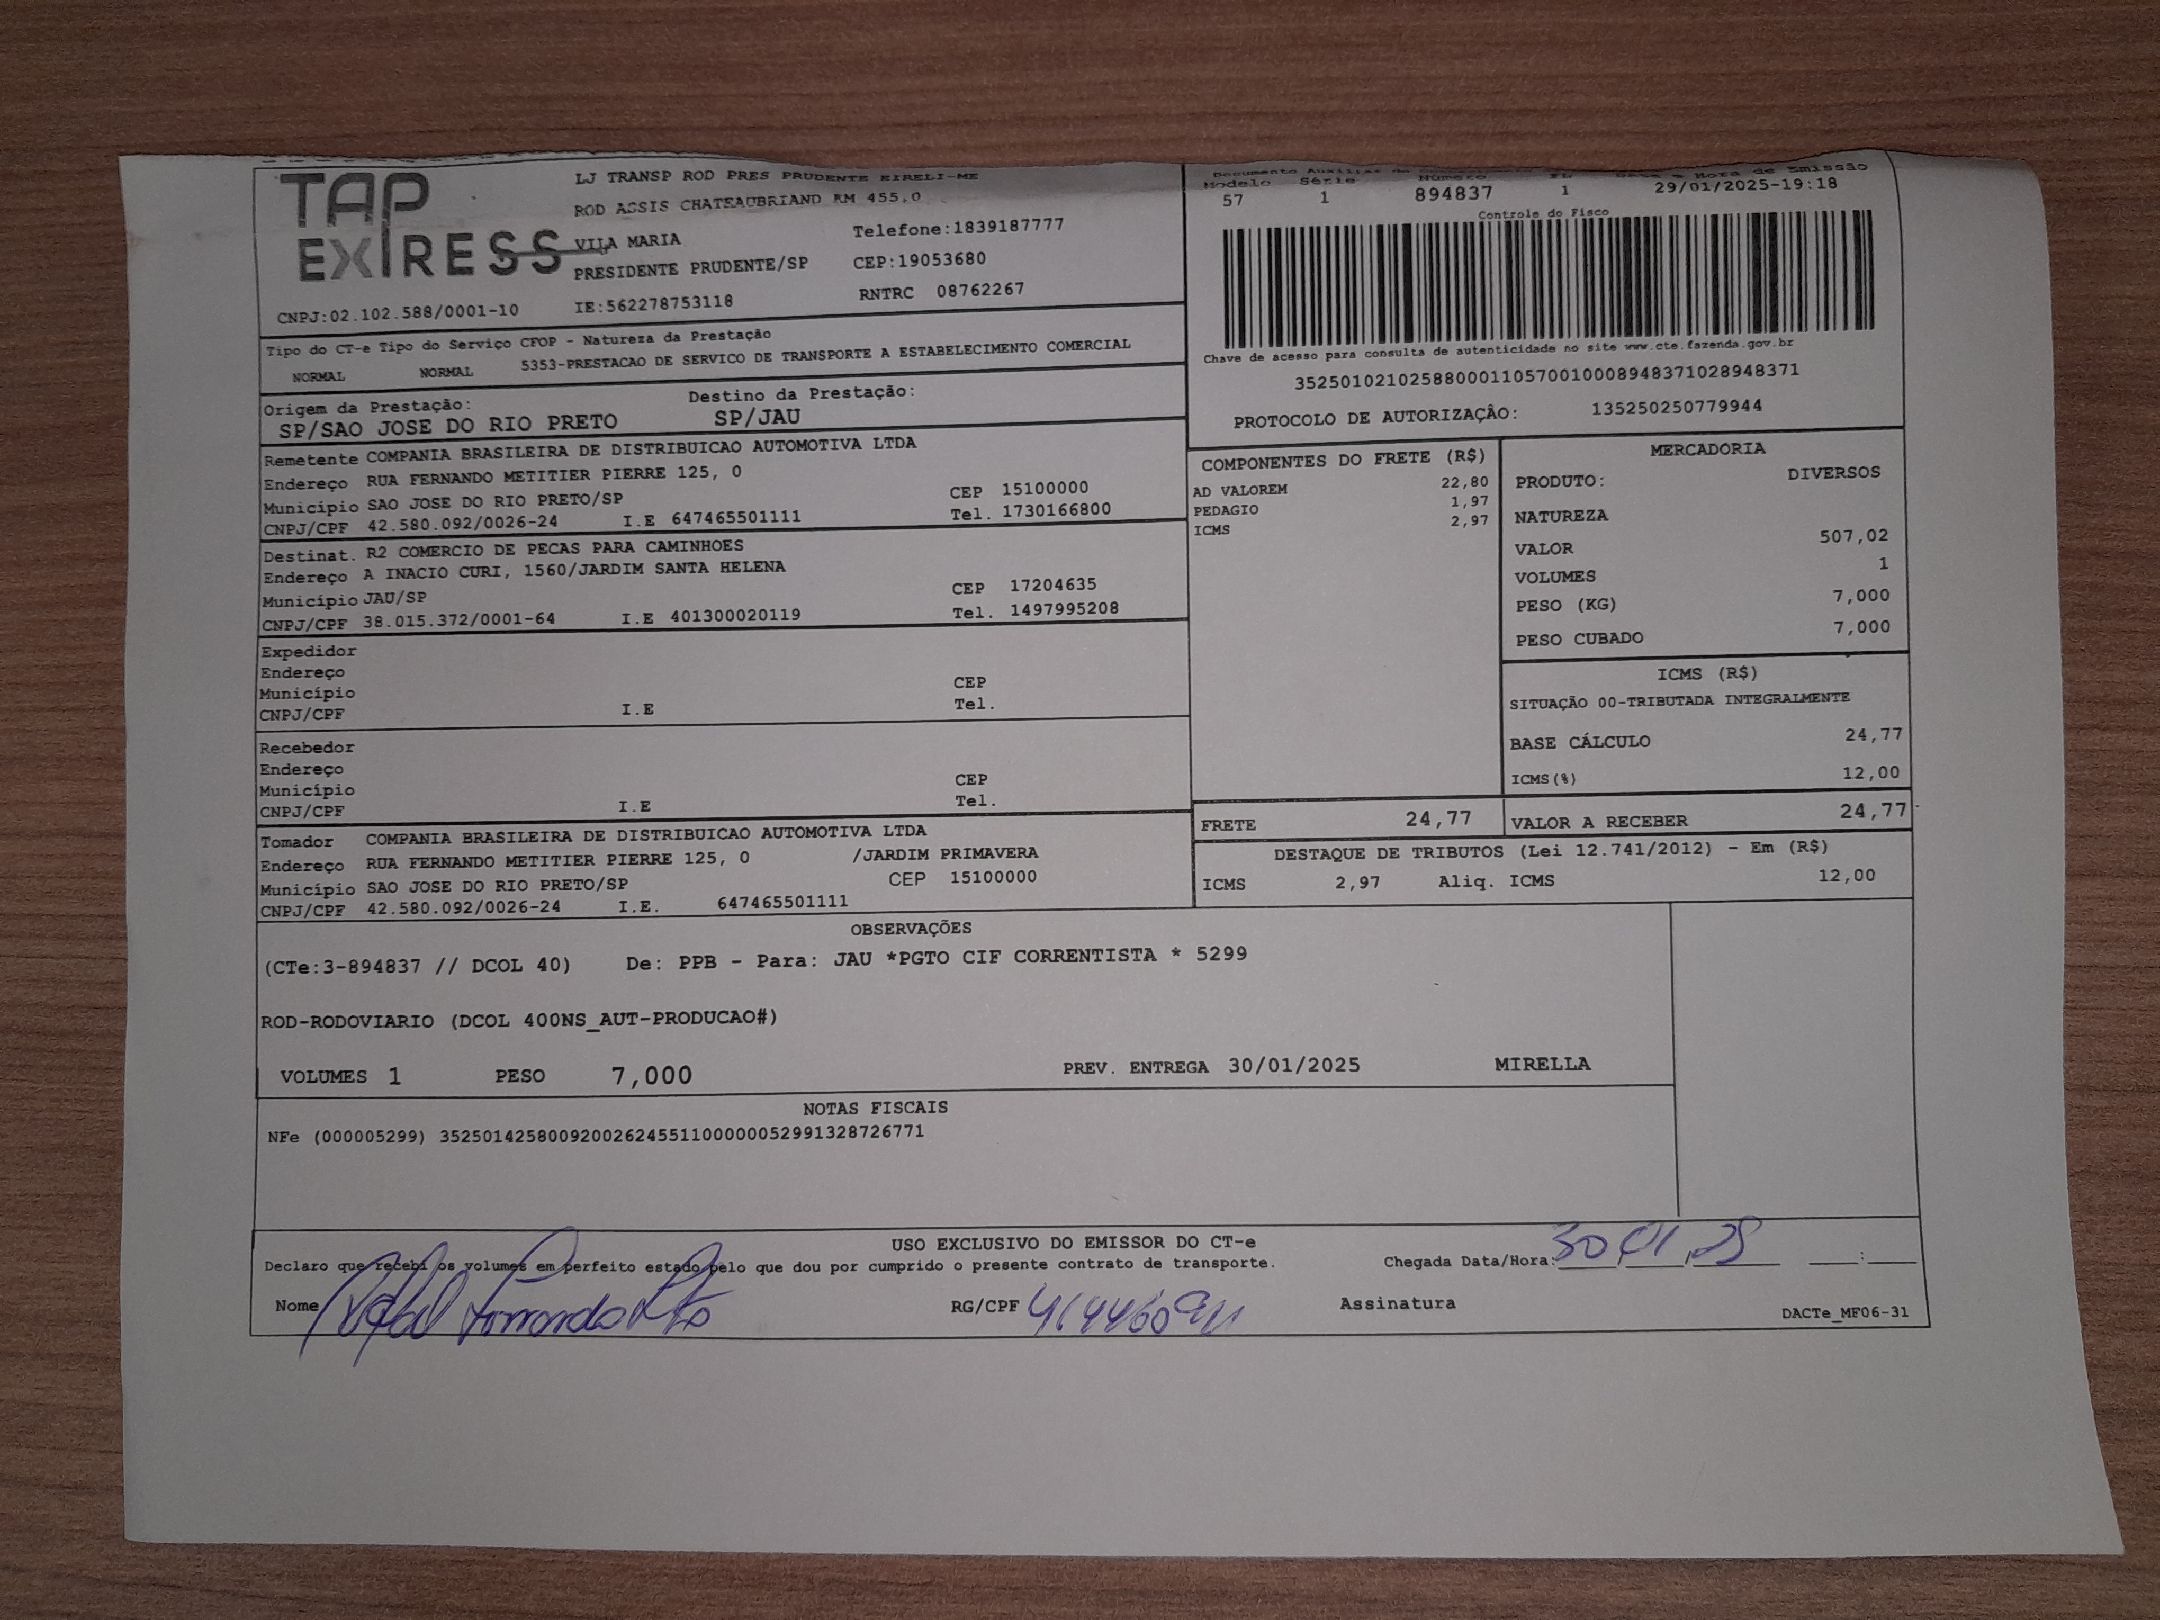 TAP
EXPRESS
LJ TRANSP ROD PRES PRUDENTE EIRELI-ME
ROD ASSIS CHATEAUBRIAND KM 455,0
VILA MARIA Telefone:1839187777
PRESIDENTE PRUDENTE/SP CEP:19053680
CNPJ:02.102.588/0001-10 IE:562278753118 RNTRC 08762267
Modelo Série Número FL Data e Hora de Emissão
57 1 894837 1 29/01/2025-19:18
Controle do Fisco
Chave de acesso para consulta de autenticidade no site www.cte.fazenda.gov.br
35250102102588000110570010008948371028948371
PROTOCOLO DE AUTORIZAÇÂO: 135250250779944
Tipo do CT-e Tipo do Serviço CFOP - Natureza da Prestação
NORMAL NORMAL 5353-PRESTACAO DE SERVICO DE TRANSPORTE A ESTABELECIMENTO COMERCIAL
Origem da Prestação: Destino da Prestação:
SP/SAO JOSE DO RIO PRETO SP/JAU
Remetente COMPANIA BRASILEIRA DE DISTRIBUICAO AUTOMOTIVA LTDA
Endereço RUA FERNANDO METITIER PIERRE 125, 0
Município SAO JOSE DO RIO PRETO/SP CEP 15100000
CNPJ/CPF 42.580.092/0026-24 I.E 647465501111 Tel. 1730166800
Destinat. R2 COMERCIO DE PECAS PARA CAMINHOES
Endereço A INACIO CURI, 1560/JARDIM SANTA HELENA
Município JAU/SP CEP 17204635
CNPJ/CPF 38.015.372/0001-64 I.E 401300020119 Tel. 1497995208
Expedidor
Endereço
Município CEP
CNPJ/CPF I.E Tel.
Recebedor
Endereço
Município CEP
CNPJ/CPF I.E Tel.
Tomador COMPANIA BRASILEIRA DE DISTRIBUICAO AUTOMOTIVA LTDA
Endereço RUA FERNANDO METITIER PIERRE 125, 0 /JARDIM PRIMAVERA
Município SAO JOSE DO RIO PRETO/SP CEP 15100000
CNPJ/CPF 42.580.092/0026-24 I.E. 647465501111
COMPONENTES DO FRETE (R$)
AD VALOREM 22,80
PEDAGIO 1,97
ICMS 2,97
MERCADORIA
PRODUTO: DIVERSOS
NATUREZA
VALOR 507,02
VOLUMES 1
PESO (KG) 7,000
PESO CUBADO 7,000
ICMS (R$)
SITUAÇÃO 00-TRIBUTADA INTEGRALMENTE
BASE CÁLCULO 24,77
ICMS(%) 12,00
FRETE 24,77 VALOR A RECEBER 24,77
DESTAQUE DE TRIBUTOS (Lei 12.741/2012) - Em (R$)
ICMS 2,97 Aliq. ICMS 12,00
OBSERVAÇÕES
(CTe:3-894837 // DCOL 40) De: PPB - Para: JAU *PGTO CIF CORRENTISTA * 5299
ROD-RODOVIARIO (DCOL 400NS_AUT-PRODUCAO#)
VOLUMES 1 PESO 7,000 PREV. ENTREGA 30/01/2025 MIRELLA
NOTAS FISCAIS
NFe (000005299) 35250142580092002624551100000052991328726771
USO EXCLUSIVO DO EMISSOR DO CT-e
Declaro que recebi os volumes em perfeito estado pelo que dou por cumprido o presente contrato de transporte. Chegada Data/Hora: 30 01 25 :
Nome RG/CPF Assinatura DACTe_MF06-31